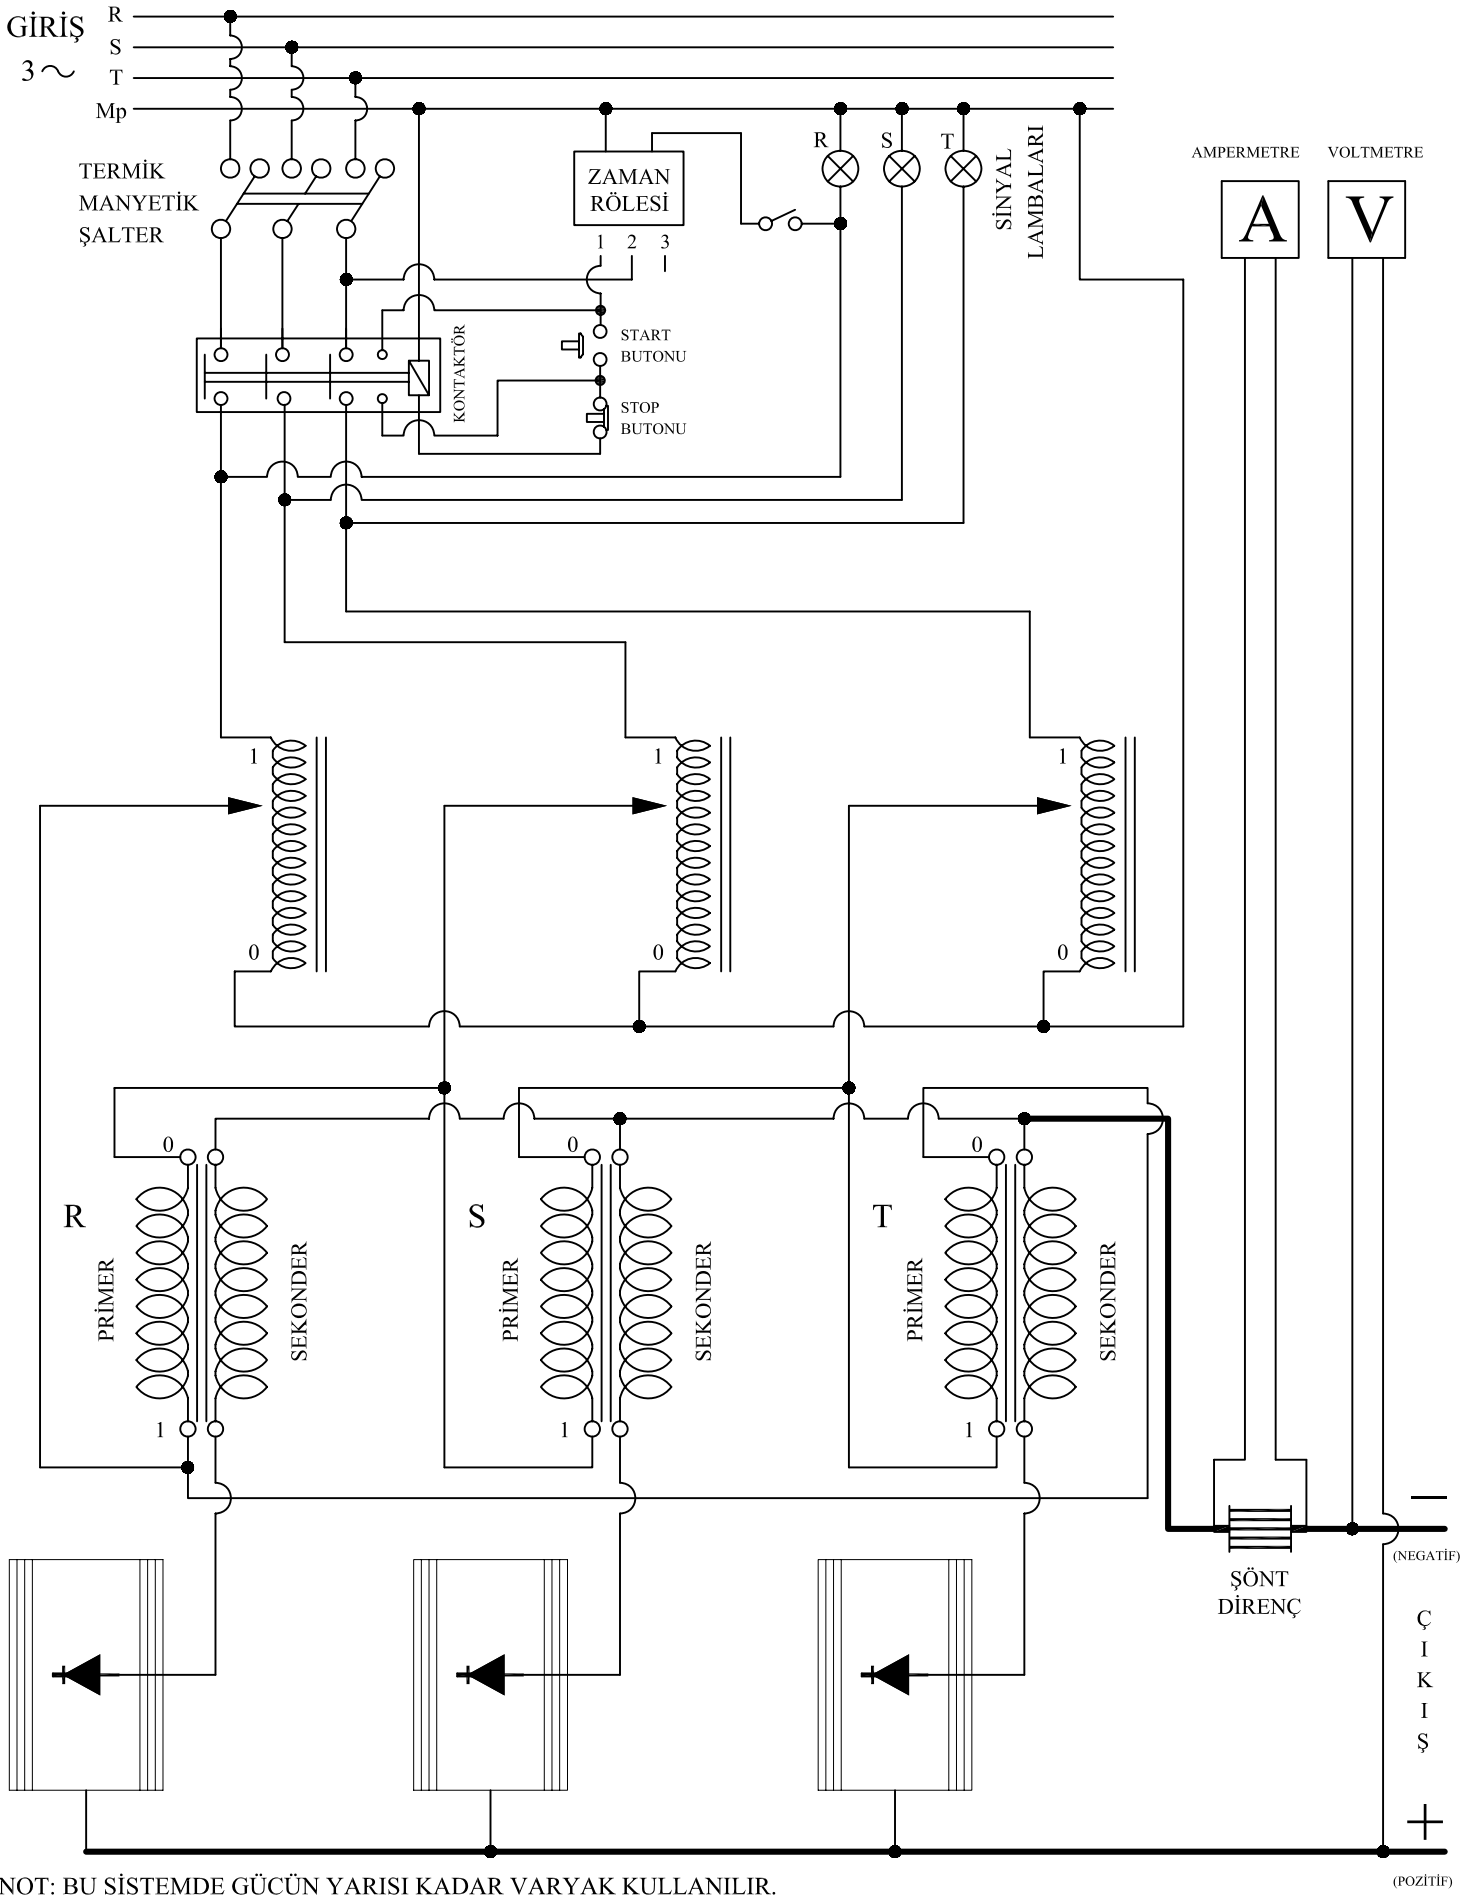 GİRİŞ
3
R
S
T
Mp
TERMİK
MANYETİK
ŞALTER
ZAMAN
RÖLESİ
1 2 3
R S T
SİNYAL
LAMBALARI
AMPERMETRE
VOLTMETRE
A
V
KONTAKTÖR
START
BUTONU
STOP
BUTONU
1
0
1
0
1
0
R
0
1
PRİMER
SEKONDER
S
0
1
PRİMER
SEKONDER
T
0
1
PRİMER
SEKONDER
ŞÖNT
DİRENÇ
—
(NEGATİF)
ÇIKIŞ
+
(POZİTİF)
NOT: BU SİSTEMDE GÜCÜN YARISI KADAR VARYAK KULLANILIR.